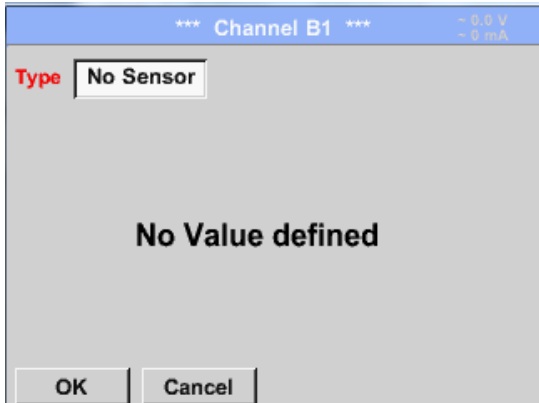 *** Channel B1 ***
~ 0.0 V
~ 0 mA
Type No Sensor
No Value defined
OK Cancel